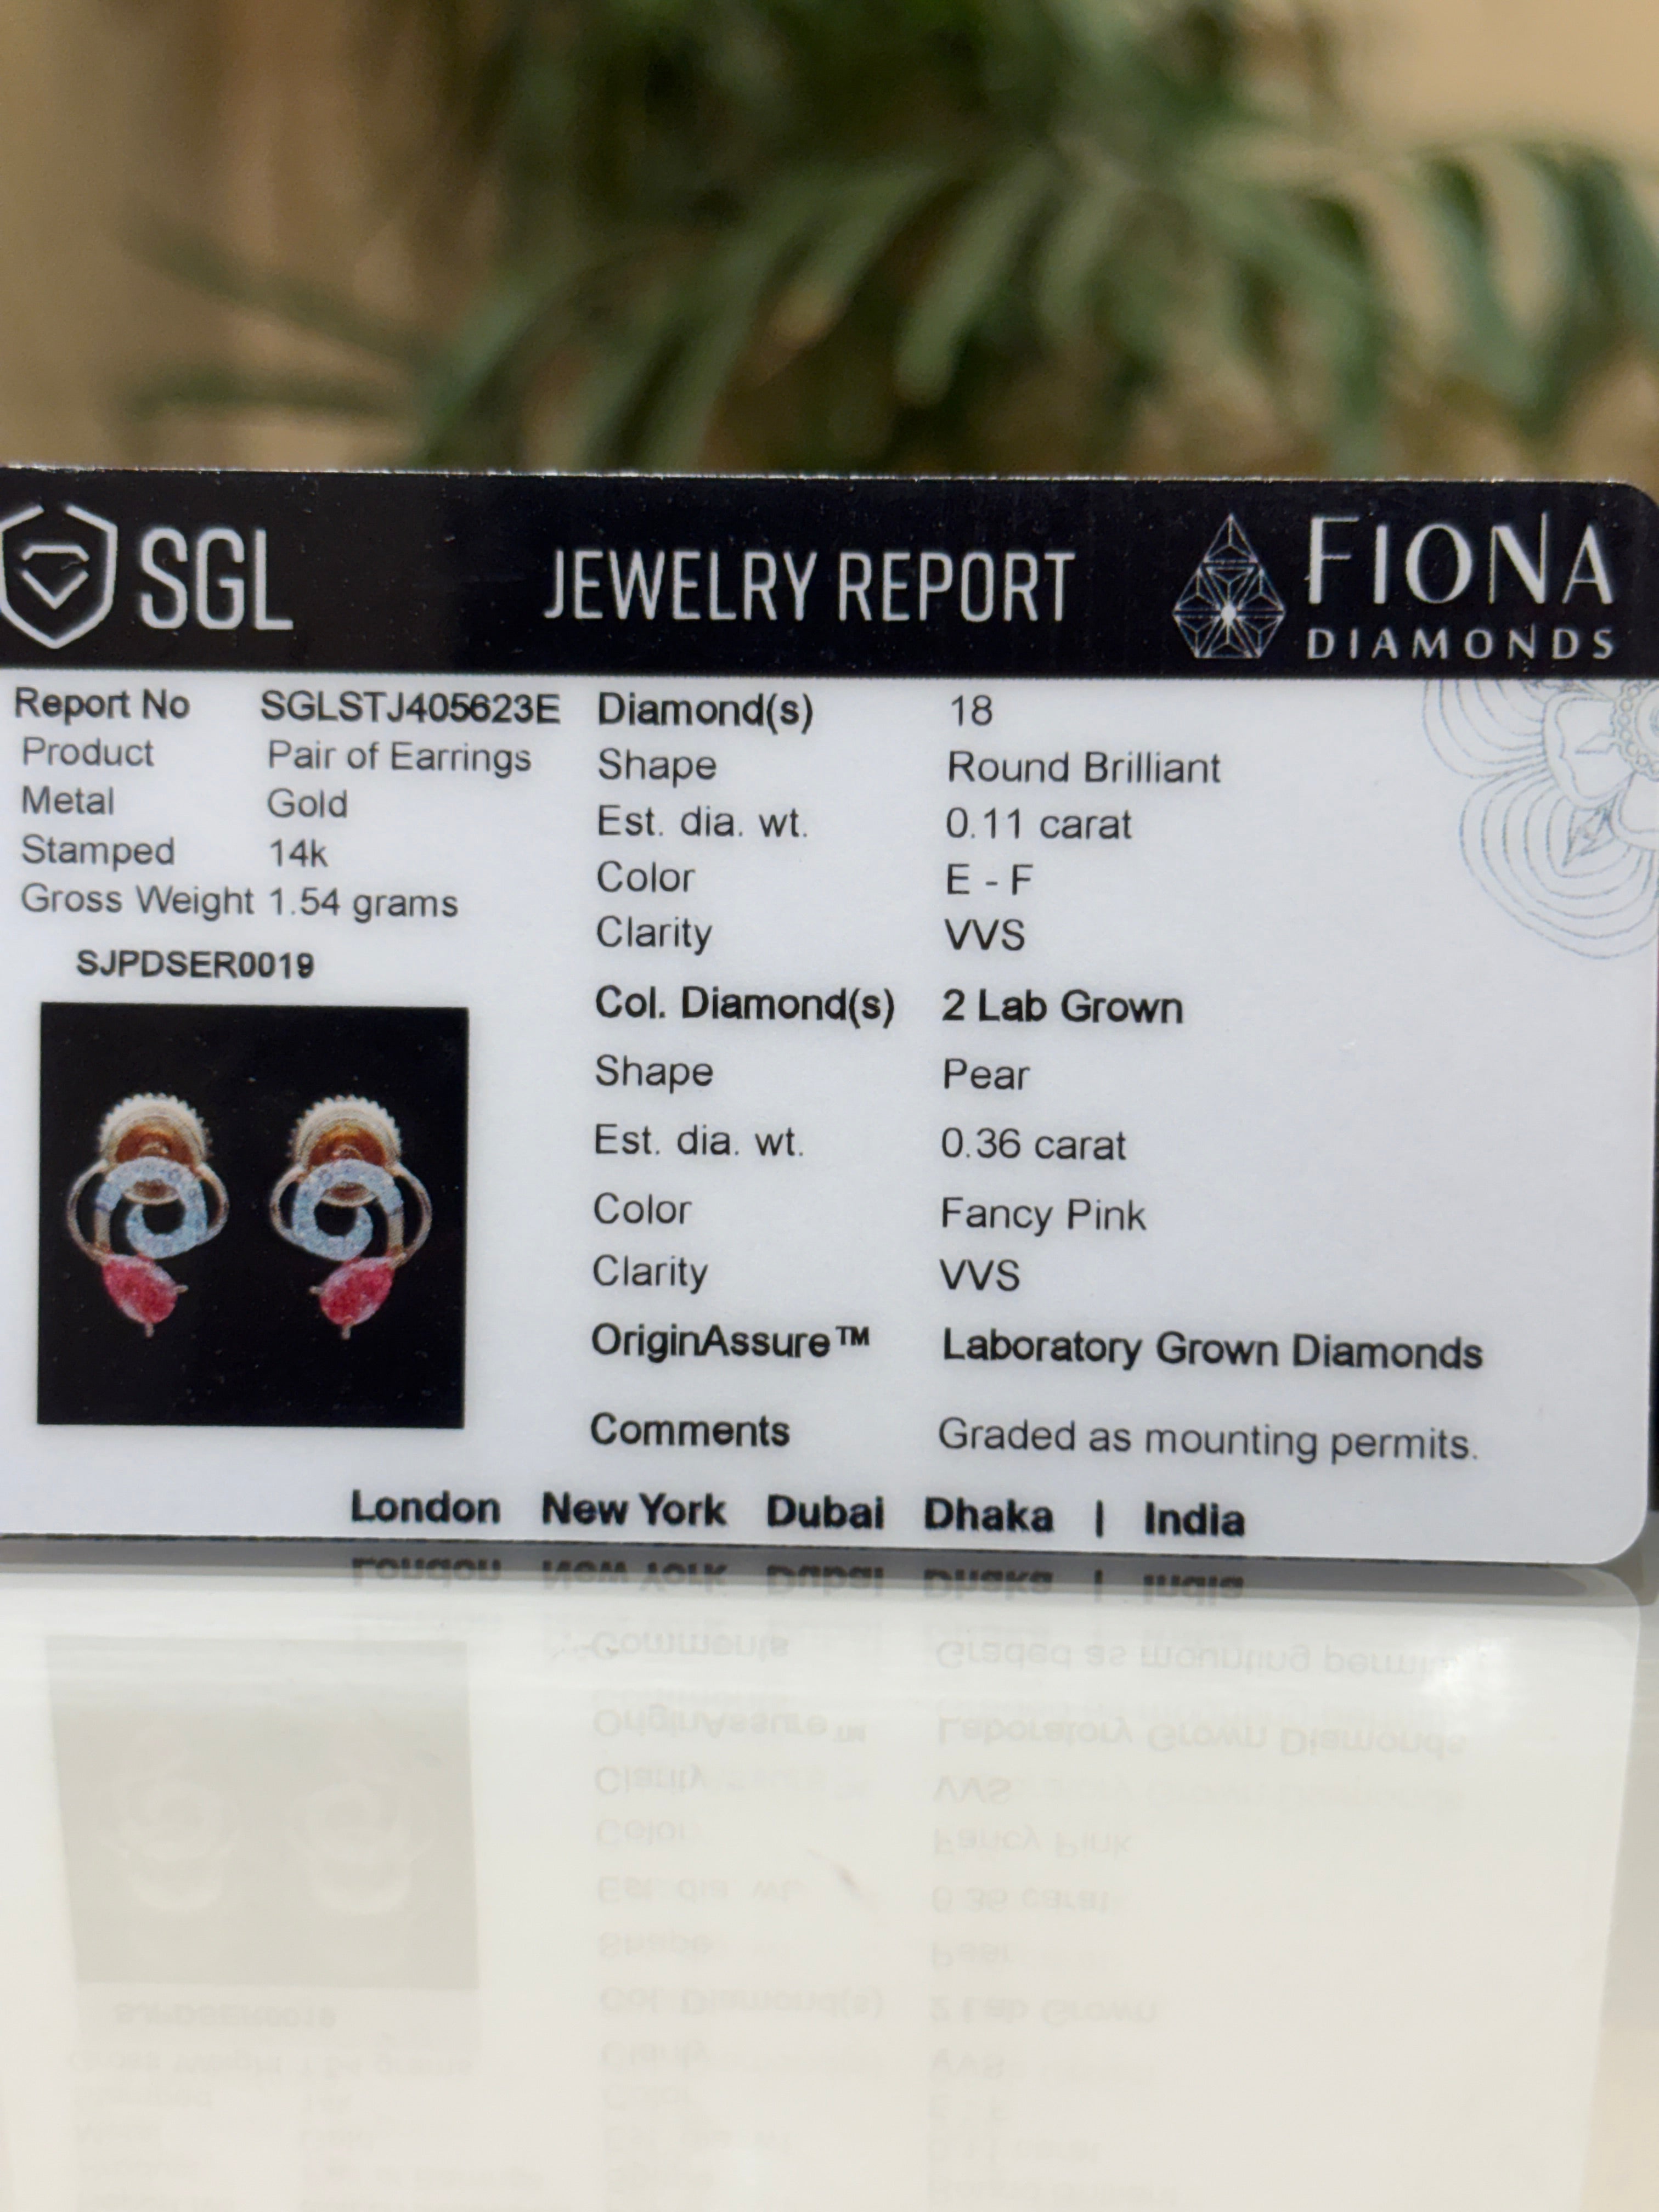 SGL
JEWELRY REPORT
FIONA
DIAMONDS
Report No SGLSTJ405623E
Product Pair of Earrings
Metal Gold
Stamped 14k
Gross Weight 1.54 grams
SJPDSER0019
Diamond(s) 18
Shape Round Brilliant
Est. dia. wt. 0.11 carat
Color E - F
Clarity VVS
Col. Diamond(s) 2 Lab Grown
Shape Pear
Est. dia. wt. 0.36 carat
Color Fancy Pink
Clarity VVS
OriginAssure™ Laboratory Grown Diamonds
Comments Graded as mounting permits.
London New York Dubai Dhaka | India